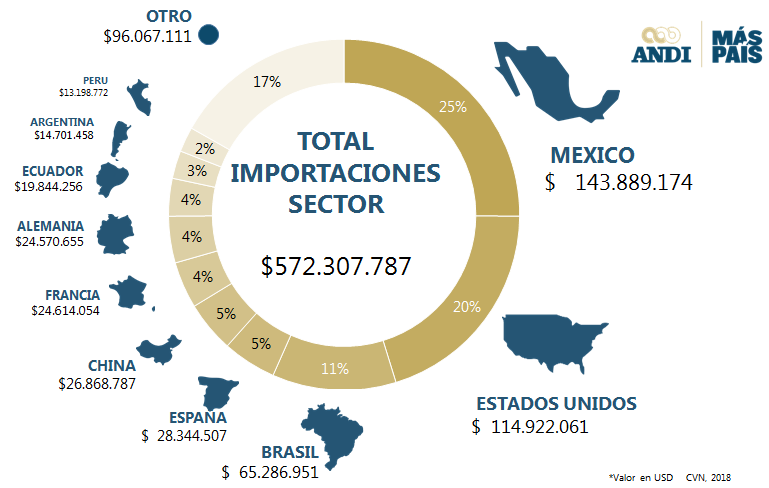 OTRO
$96.067.111
ANDI
MÁS
PAÍS
PERU
$13.198.772
ARGENTINA
$14.701.458
ECUADOR
$19.844.256
ALEMANIA
$24.570.655
FRANCIA
$24.614.054
CHINA
$26.868.787
ESPAÑA
$ 28.344.507
BRASIL
$ 65.286.951
17%
25%
2%
3%
4%
4%
4%
5%
5%
11%
20%
TOTAL
IMPORTACIONES
SECTOR
$572.307.787
MEXICO
$ 143.889.174
ESTADOS UNIDOS
$ 114.922.061
*Valor en USD CVN, 2018